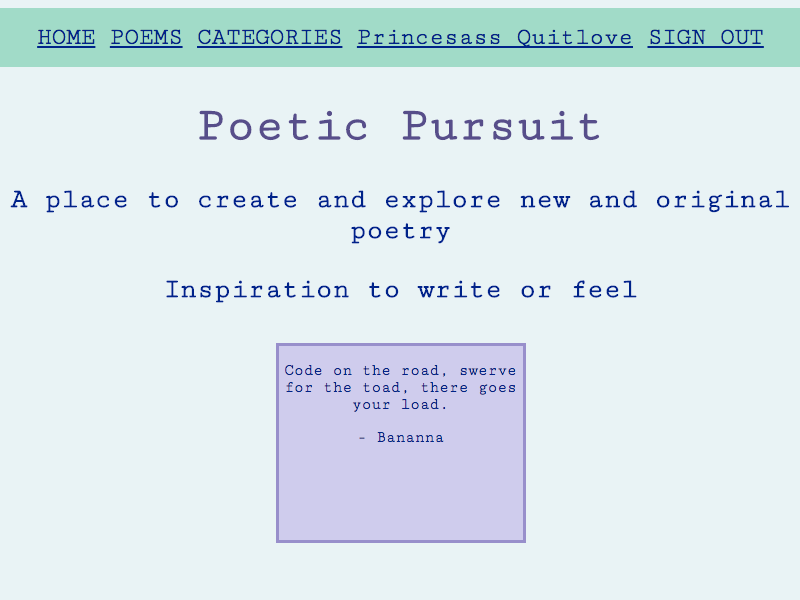 HOME POEMS CATEGORIES Princesass Quitlove SIGN OUT
Poetic Pursuit
A place to create and explore new and original
poetry
Inspiration to write or feel
Code on the road, swerve
for the toad, there goes
your load.
- Bananna